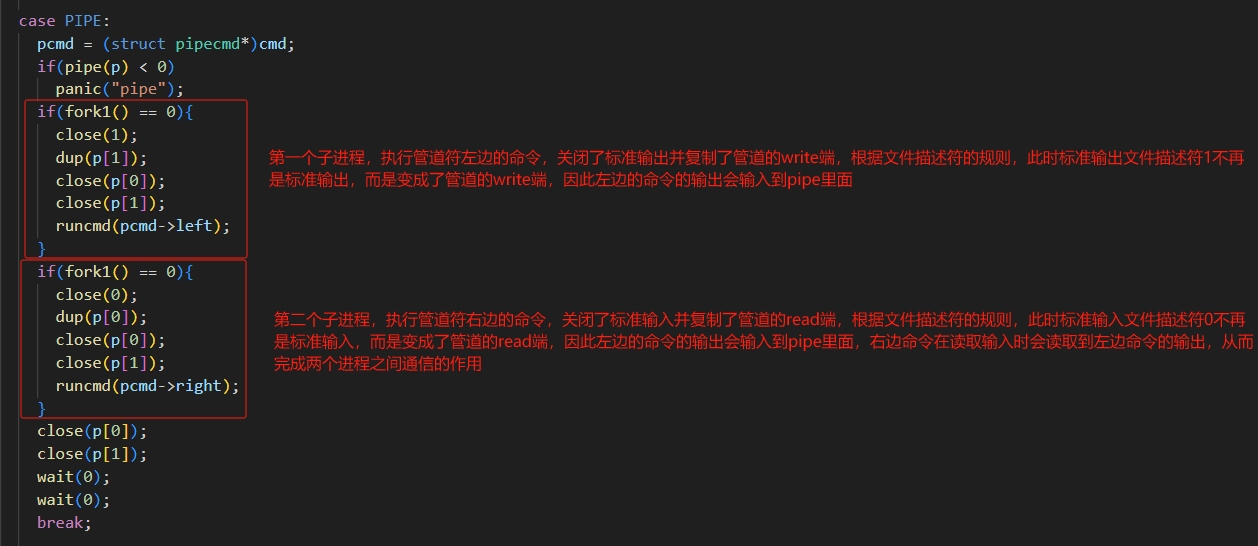 case PIPE:
pcmd = (struct pipecmd*)cmd;
if(pipe(p) < 0)
panic("pipe");
if(fork1() == 0){
close(1);
dup(p[1]);
close(p[0]);
close(p[1]);
runcmd(pcmd->left);
}
第一个子进程，执行管道符左边的命令，关闭了标准输出并复制了管道的write端，根据文件描述符的规则，此时标准输出文件描述符1不再
是标准输出，而是变成了管道的write端，因此左边的命令的输出会输入到pipe里面
if(fork1() == 0){
close(0);
dup(p[0]);
close(p[0]);
close(p[1]);
runcmd(pcmd->right);
}
第二个子进程，执行管道符右边的命令，关闭了标准输入并复制了管道的read端，根据文件描述符的规则，此时标准输入文件描述符0不再
是标准输入，而是变成了管道的read端，因此左边的命令的输出会输入到pipe里面，右边命令在读取输入时会读取到左边命令的输出，从而
完成两个进程之间通信的作用
close(p[0]);
close(p[1]);
wait(0);
wait(0);
break;